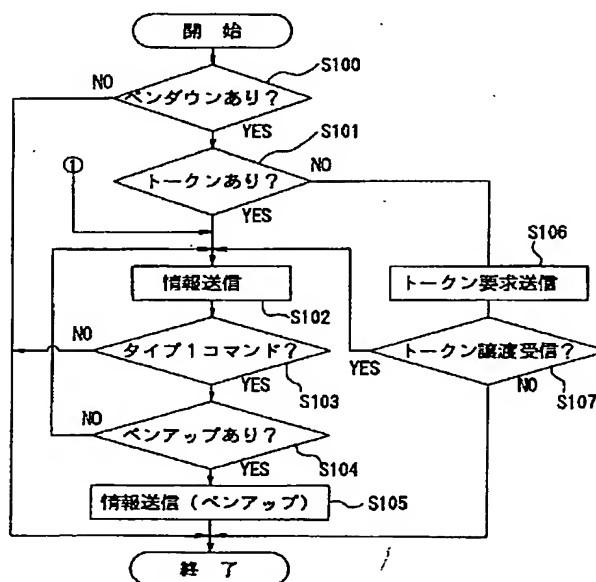 開始
S100
NO
ペンダウンあり?
YES
S101
①
NO
トークンあり?
YES
S106
情報送信
トークン要求送信
S102
NO
タイプ1コマンド?
YES
トークン譲渡受信?
YES
S103
NO
S107
NO
ペンアップあり?
YES
S104
情報送信(ペンアップ)
S105
終了